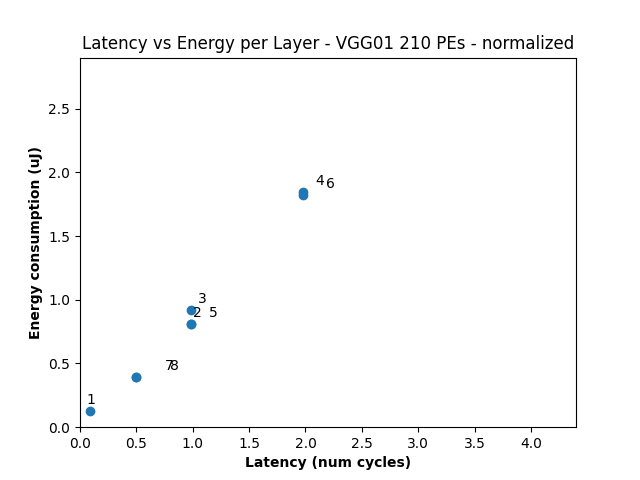 Latency vs Energy per Layer - VGG01 210 PEs - normalized
Energy consumption (uJ)
2.5
2.0
1.5
1.0
0.5
0.0
4 6
3
2 5
7 8
1
0.0 0.5 1.0 1.5 2.0 2.5 3.0 3.5 4.0
Latency (num cycles)